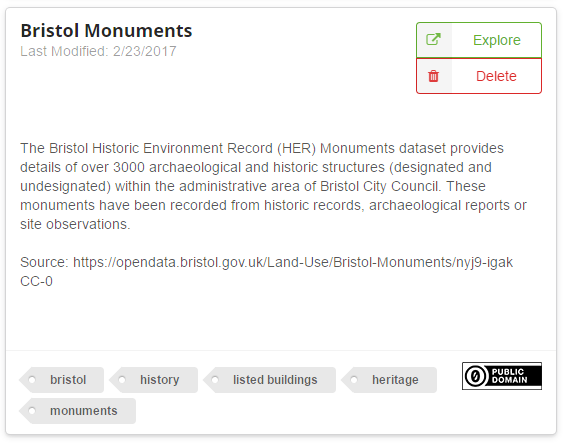 Bristol Monuments
Last Modified: 2/23/2017
Explore
Delete
The Bristol Historic Environment Record (HER) Monuments dataset provides
details of over 3000 archaeological and historic structures (designated and
undesignated) within the administrative area of Bristol City Council. These
monuments have been recorded from historic records, archaeological reports or
site observations.
Source: https://opendata.bristol.gov.uk/Land-Use/Bristol-Monuments/nyj9-igak
CC-0
bristol history listed buildings heritage
monuments
PUBLIC
DOMAIN